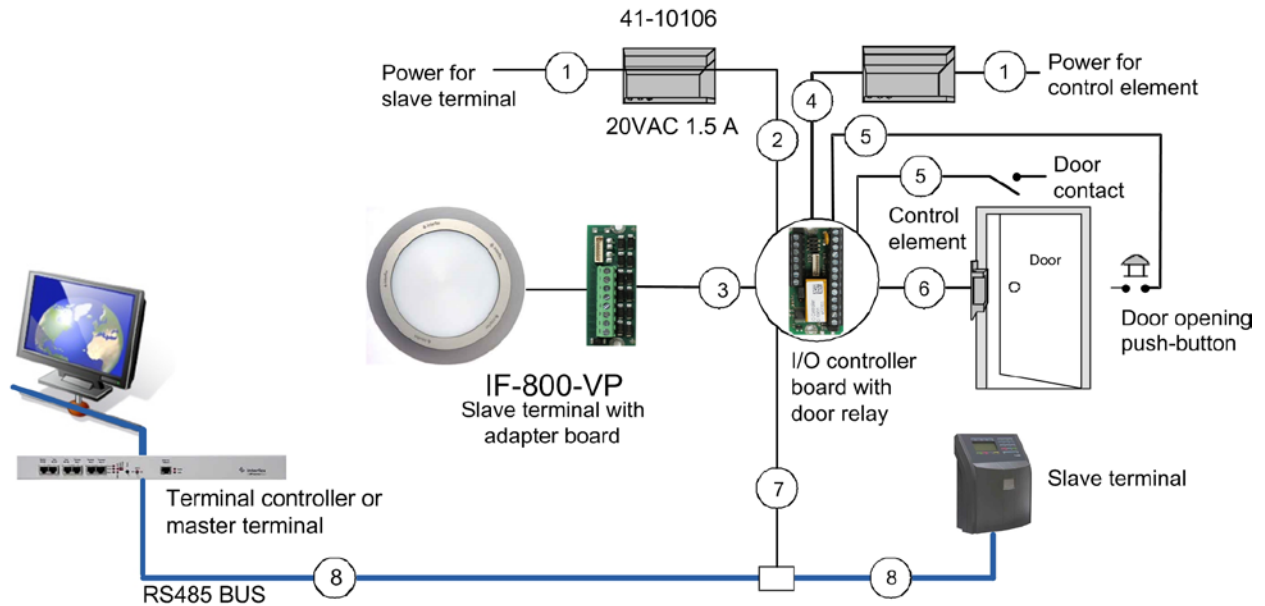 41-10106
Power for
slave terminal
1
20VAC 1.5 A
2
4
1
Power for
control element
5
5
Door
contact
Control
element
Door
3
6
Door opening
push-button
IF-800-VP
Slave terminal with
adapter board
I/O controller
board with
door relay
7
Slave terminal
Terminal controller or
master terminal
8
8
RS485 BUS